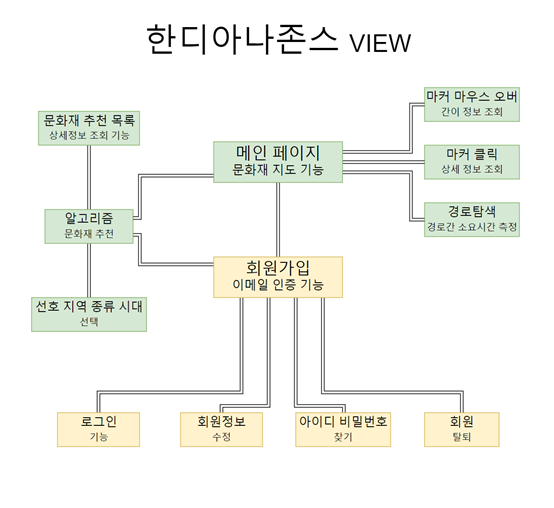 한디아나존스 VIEW
마커 마우스 오버
간이 정보 조회
문화재 추천 목록
상세정보 조회 기능
메인 페이지
문화재 지도 기능
마커 클릭
상세 정보 조회
알고리즘
문화재 추천
경로탐색
경로간 소요시간 측정
회원가입
이메일 인증 기능
선호 지역 종류 시대
선택
로그인
기능
회원정보
수정
아이디 비밀번호
찾기
회원
탈퇴